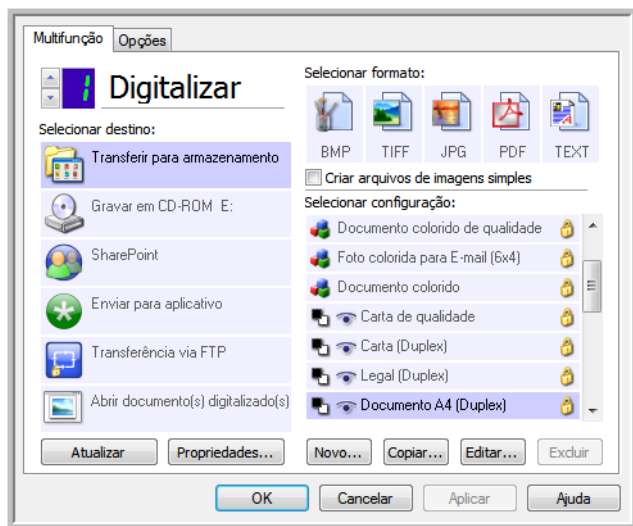 Multifunção
Opções
1
Digitalizar
Selecionar destino:
Transferir para armazenamento
Gravar em CD-ROM E:
SharePoint
Enviar para aplicativo
Transferência via FTP
Abrir documento(s) digitalizado(s)
Atualizar
Propriedades...
Selecionar formato:
BMP
TIFF
JPG
PDF
TEXT
Criar arquivos de imagens simples
Selecionar configuração:
Documento colorido de qualidade
Foto colorida para E-mail (6x4)
Documento colorido
Carta de qualidade
Carta (Duplex)
Legal (Duplex)
Documento A4 (Duplex)
Novo...
Copiar...
Editar...
Excluir
OK
Cancelar
Aplicar
Ajuda